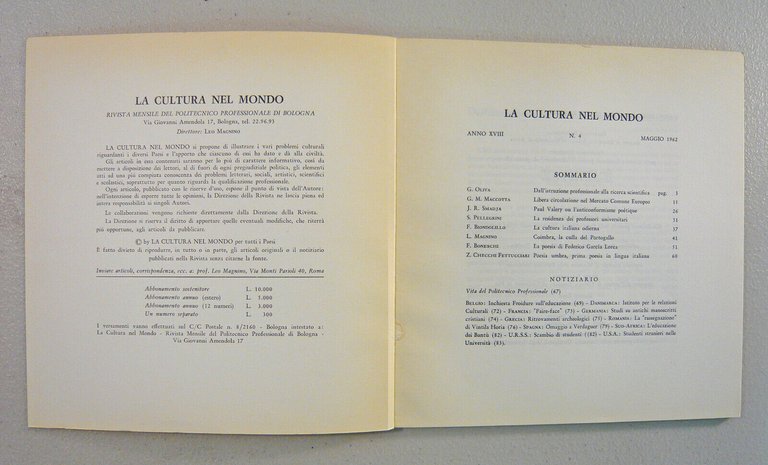 LA CULTURA NEL MONDO
RIVISTA MENSILE DEL POLITECNICO PROFESSIONALE DI BOLOGNA
Via Giovanni Amendola 17, Bologna, tel. 22.96.93
Direttore: LEO MAGNINO
LA CULTURA NEL MONDO si propone di illustrare i vari problemi culturali
riguardanti i diversi Paesi e l'apporto che ciascuno di essi ha dato e dà alla civiltà.
Gli articoli in essa contenuti saranno per lo più di carattere informativo, così da
mettere a disposizione dei lettori, al di fuori di ogni pregiudiziale politica, gli elementi
atti ad una più compiuta conoscenza dei problemi letterari, sociali, artistici, scientifici
e scolastici, soprattutto per quanto riguarda la qualificazione professionale.
Ogni articolo, pubblicato con le riserve d'uso, espone il punto di vista dell'Autore:
nell'intenzione di esporre tutte le opinioni, la Direzione della Rivista ne lascia piena ed
intera responsabilità ai singoli Autori.
Le collaborazioni vengono richieste direttamente dalla Direzione della Rivista.
La Direzione si riserva il diritto di apportare quelle eventuali modifiche, che riterrà
più opportune, agli articoli da pubblicare.
© by LA CULTURA NEL MONDO per tutti i Paesi
È fatto divieto di riprodurre, in tutto o in parte, gli articoli originali o il notiziario
pubblicati nella Rivista senza citarne la fonte.
Inviare articoli, corrispondenza, ecc. a: prof. Leo Magnino, Via Monti Parioli 40, Roma
Abbonamento sostenitore L. 10.000
Abbonamento annuo (estero) L. 5.000
Abbonamento annuo (12 numeri) L. 3.000
Un numero separato L. 300
I versamenti vanno effettuati sul C/C Postale n. 8/2160 - Bologna intestato a:
La Cultura nel Mondo - Rivista Mensile del Politecnico Professionale di Bologna -
Via Giovanni Amendola 17
LA CULTURA NEL MONDO
ANNO XVIII N. 4 MAGGIO 1962
SOMMARIO
G. OLIVA Dall'istruzione professionale alla ricerca scientifica pag. 3
G. M. MACCOTTA Libera circolazione nel Mercato Comune Europeo 11
J. R. SMADJA Paul Valery ou l'anticonformisme poétique 24
S. PELLEGRINI La residenza dei professori universitari 31
F. BIONDOLILLO La cultura italiana odierna 37
L. MAGNINO Coimbra, la culla del Portogallo 41
F. BONESCHI La poesia di Federico García Lorca 51
Z. CHECCHI FETTUCCIARI Poesia umbra, prima poesia in lingua italiana 60
NOTIZIARIO
Vita del Politecnico Professionale (67)
BELGIO: Inchiesta Froidure sull'educazione (69) - DANIMARCA: Istituto per le relazioni
Culturali (72) - FRANCIA: "Faire-face" (73) - GERMANIA: Studi su antichi manoscritti
cristiani (74) - GRECIA: Ritrovamenti archeologici (75) - ROMANIA: La "rassegnazione"
di Vintila Horia (76) - SPAGNA: Omaggio a Verdaguer (79) - SUD-AFRICA: L'educazione
dei Bantù (82) - U.R.S.S.: Scambio di studenti ((82) - U.S.A.: Studenti stranieri nelle
Università (83).